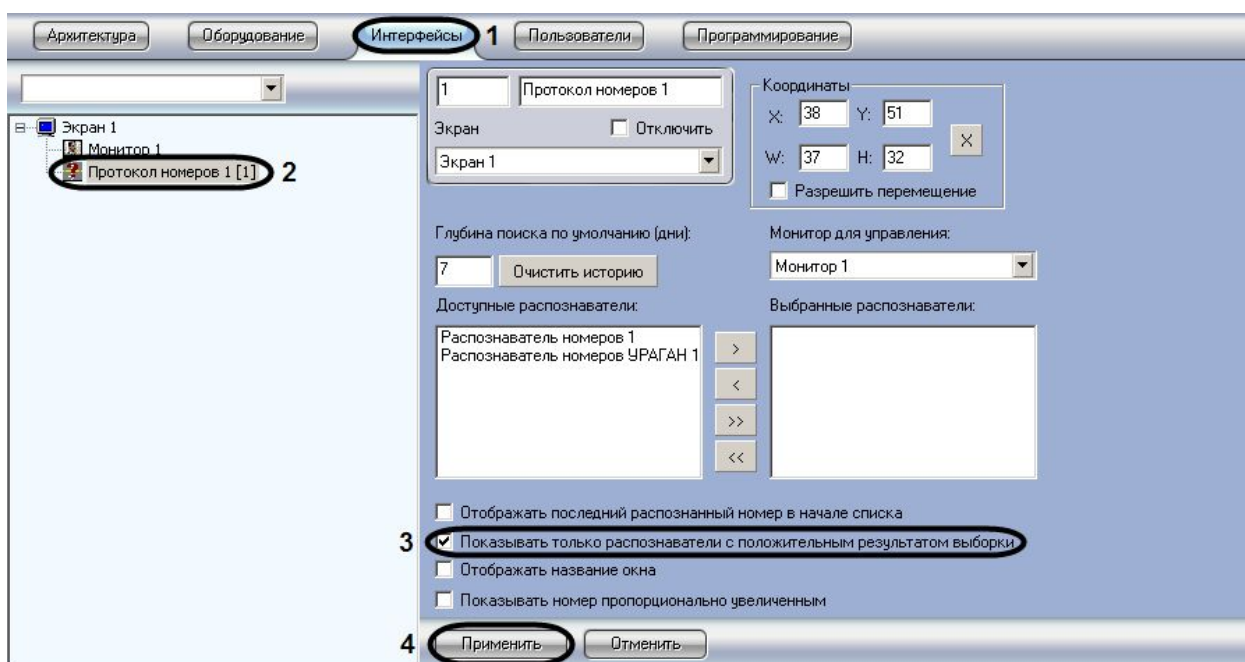 Архитектура Оборудование Интерфейсы 1 Пользователи Программирование
1 Протокол номеров 1
Экран Отключить
Экран 1
Координаты
X: 38 Y: 51
X
W: 37 H: 32
Разрешить перемещение
Экран 1
Монитор 1
Протокол номеров 1 [1] 2
Глубина поиска по умолчанию (дни): Монитор для управления:
7 Очистить историю Монитор 1
Доступные распознаватели: Выбранные распознаватели:
Распознаватель номеров 1
Распознаватель номеров УРАГАН 1
>
<
>>
<<
Отображать последний распознанный номер в начале списка
3 Показывать только распознаватели с положительным результатом выборки
Отображать название окна
Показывать номер пропорционально увеличенным
4 Применить Отменить